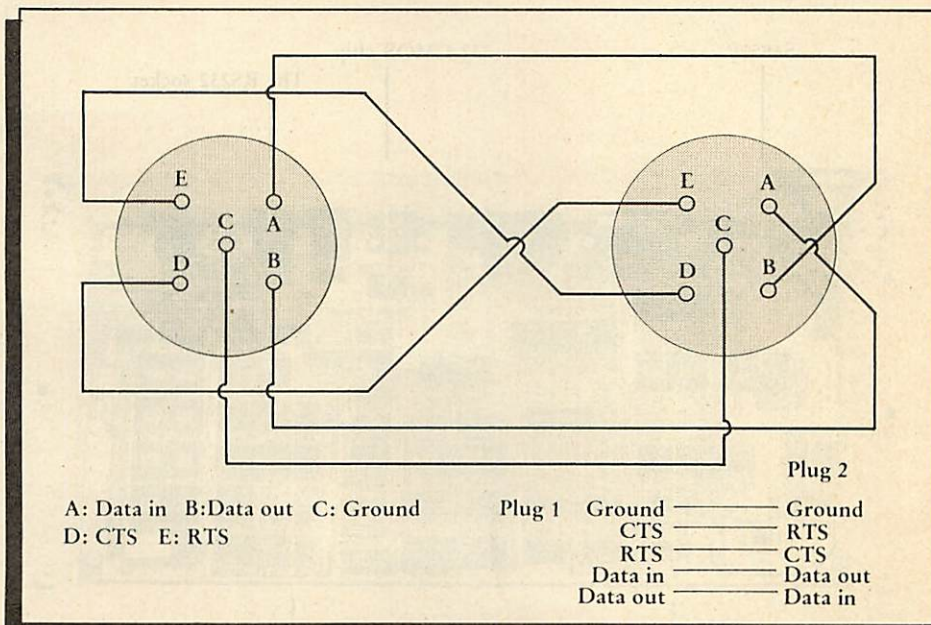 E
A
C
D
B
E
A
C
D
B
Plug 2
A: Data in B:Data out C: Ground
D: CTS E: RTS
Plug 1 Ground Ground
CTS RTS
RTS CTS
Data in Data out
Data out Data in